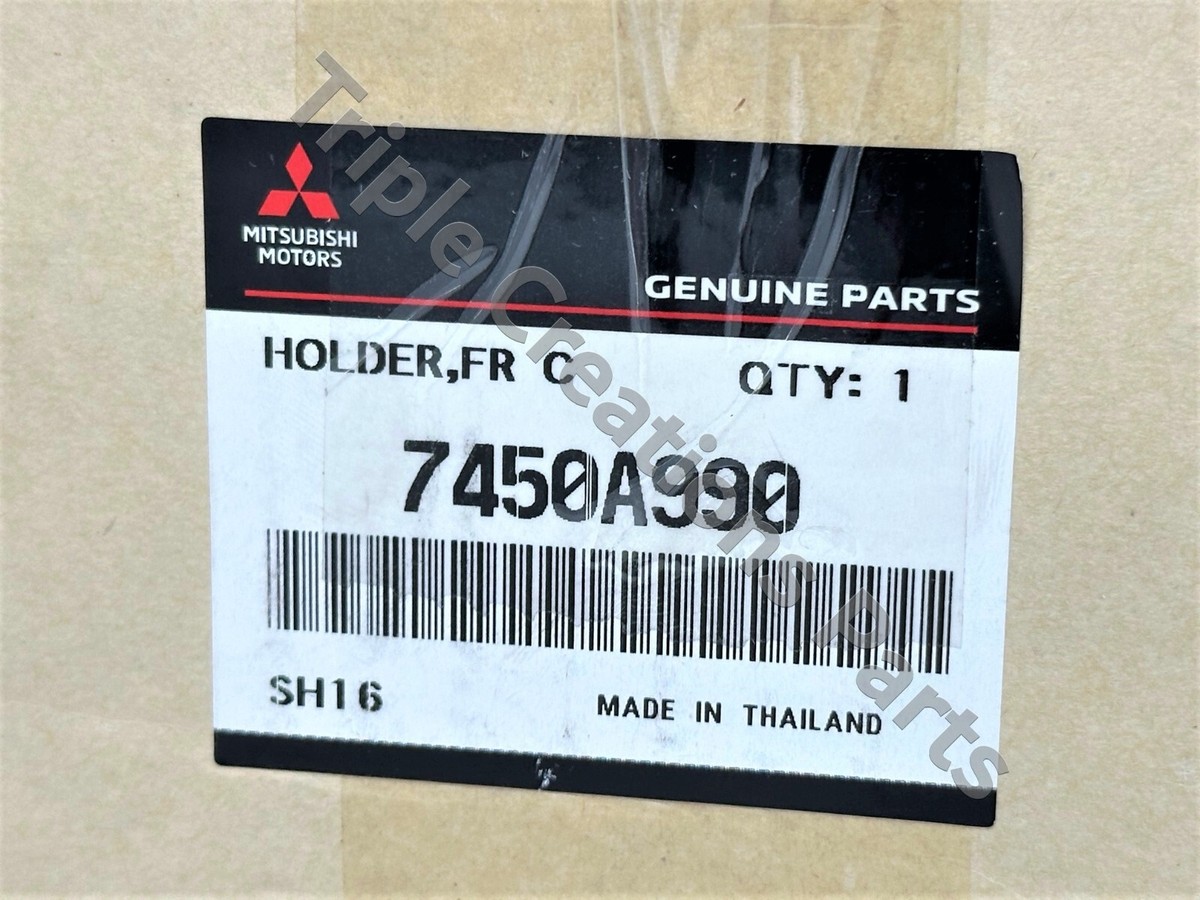 MITSUBISHI
MOTORS
GENUINE PARTS
HOLDER,FR C
QTY: 1
7450A990
SH16
MADE IN THAILAND
Triple Creations Parts